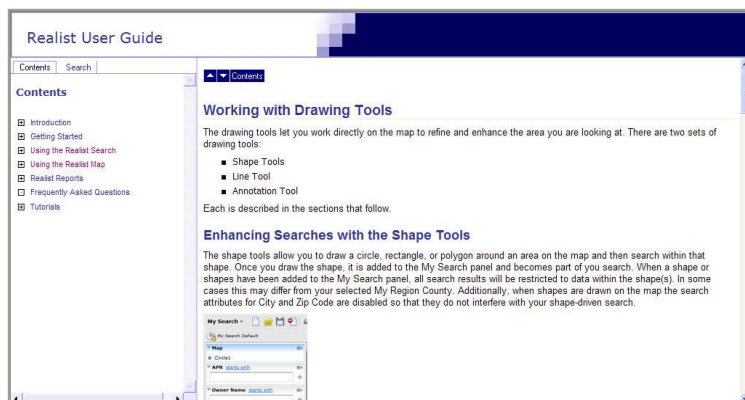 Realist User Guide
Contents Search
Contents
Introduction
Getting Started
Using the Realist Search
Using the Realist Map
Realist Reports
Frequently Asked Questions
Tutorials
Contents
Working with Drawing Tools
The drawing tools let you work directly on the map to refine and enhance the area you are looking at. There are two sets of
drawing tools:
Shape Tools
Line Tool
Annotation Tool
Each is described in the sections that follow.
Enhancing Searches with the Shape Tools
The shape tools allow you to draw a circle, rectangle, or polygon around an area on the map and then search within that
shape. Once you draw the shape, it is added to the My Search panel and becomes part of you search. When a shape or
shapes have been added to the My Search panel, all search results will be restricted to data within the shape(s). In some
cases this may differ from your selected My Region County. Additionally, when shapes are drawn on the map the search
attributes for City and Zip Code are disabled so that they do not interfere with your shape-driven search.
My Search
My Search Default
Map
Circle1
APN starts with
Owner Name starts with